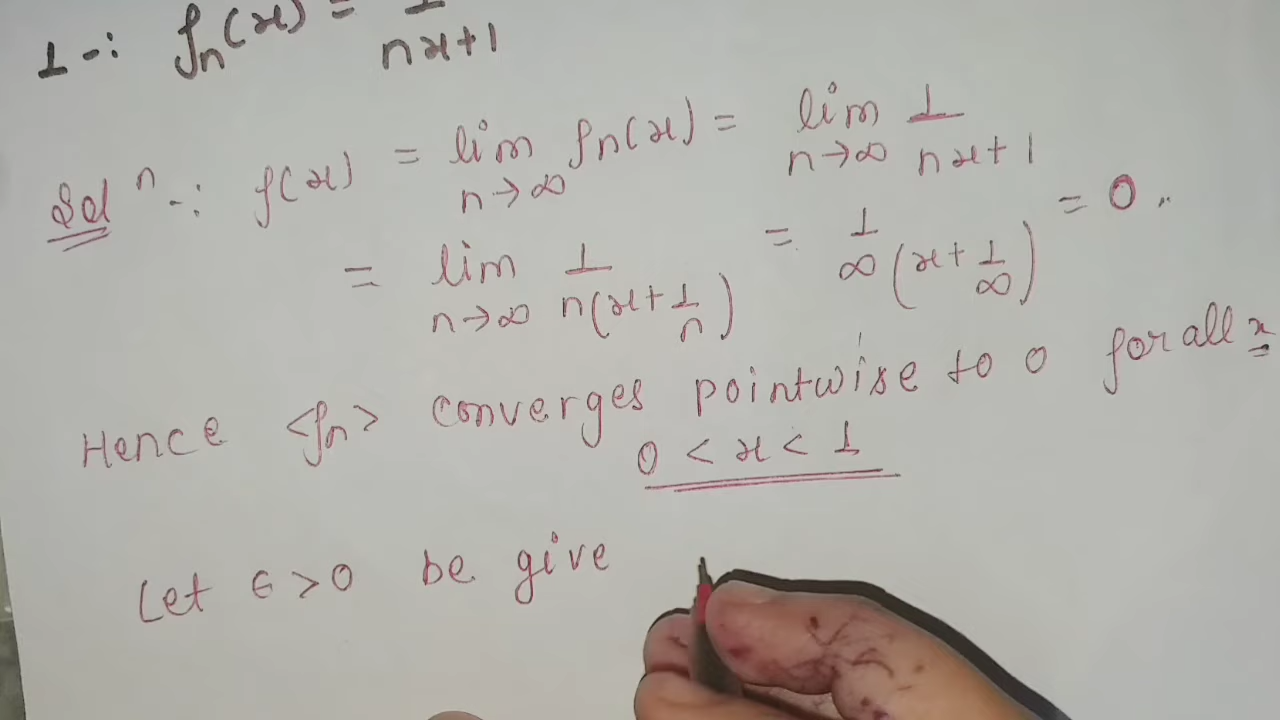 1 -: fn(x) = 1/(nx+1)
Solⁿ -: f(x) = lim n→∞ fn(x) = lim n→∞ 1/(nx+1)
= lim n→∞ 1/(n(x+1/n)) = 1/(∞(x+1/∞)) = 0.
Hence <fn> converges pointwise to 0 for all x
0 < x < 1
Let ϵ>0 be give